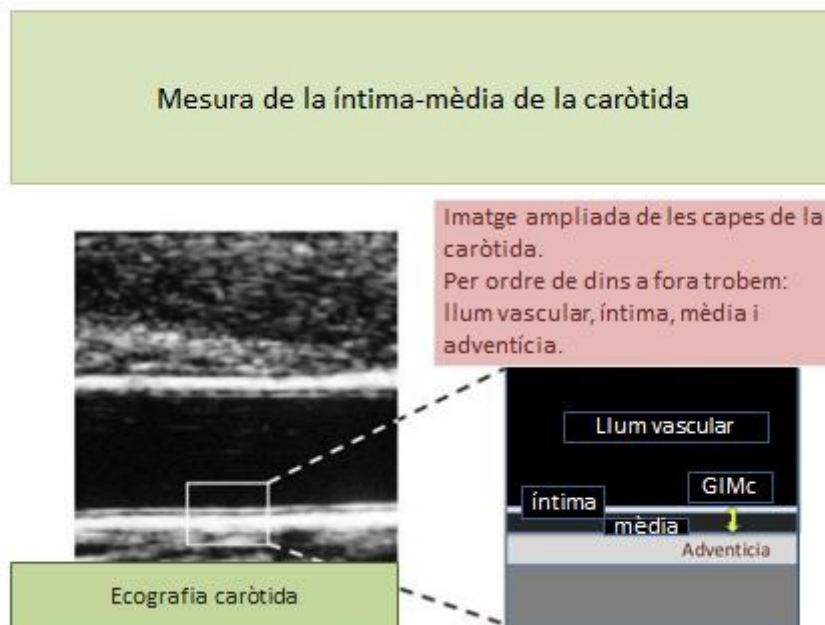 Mesura de la íntima-mèdia de la caròtida
Imatge ampliada de les capes de la
caròtida.
Per ordre de dins a fora trobem:
llum vascular, íntima, mèdia i
adventícia.
Llum vascular
GIMc
íntima
mèdia
Adventicia
Ecografia caròtida